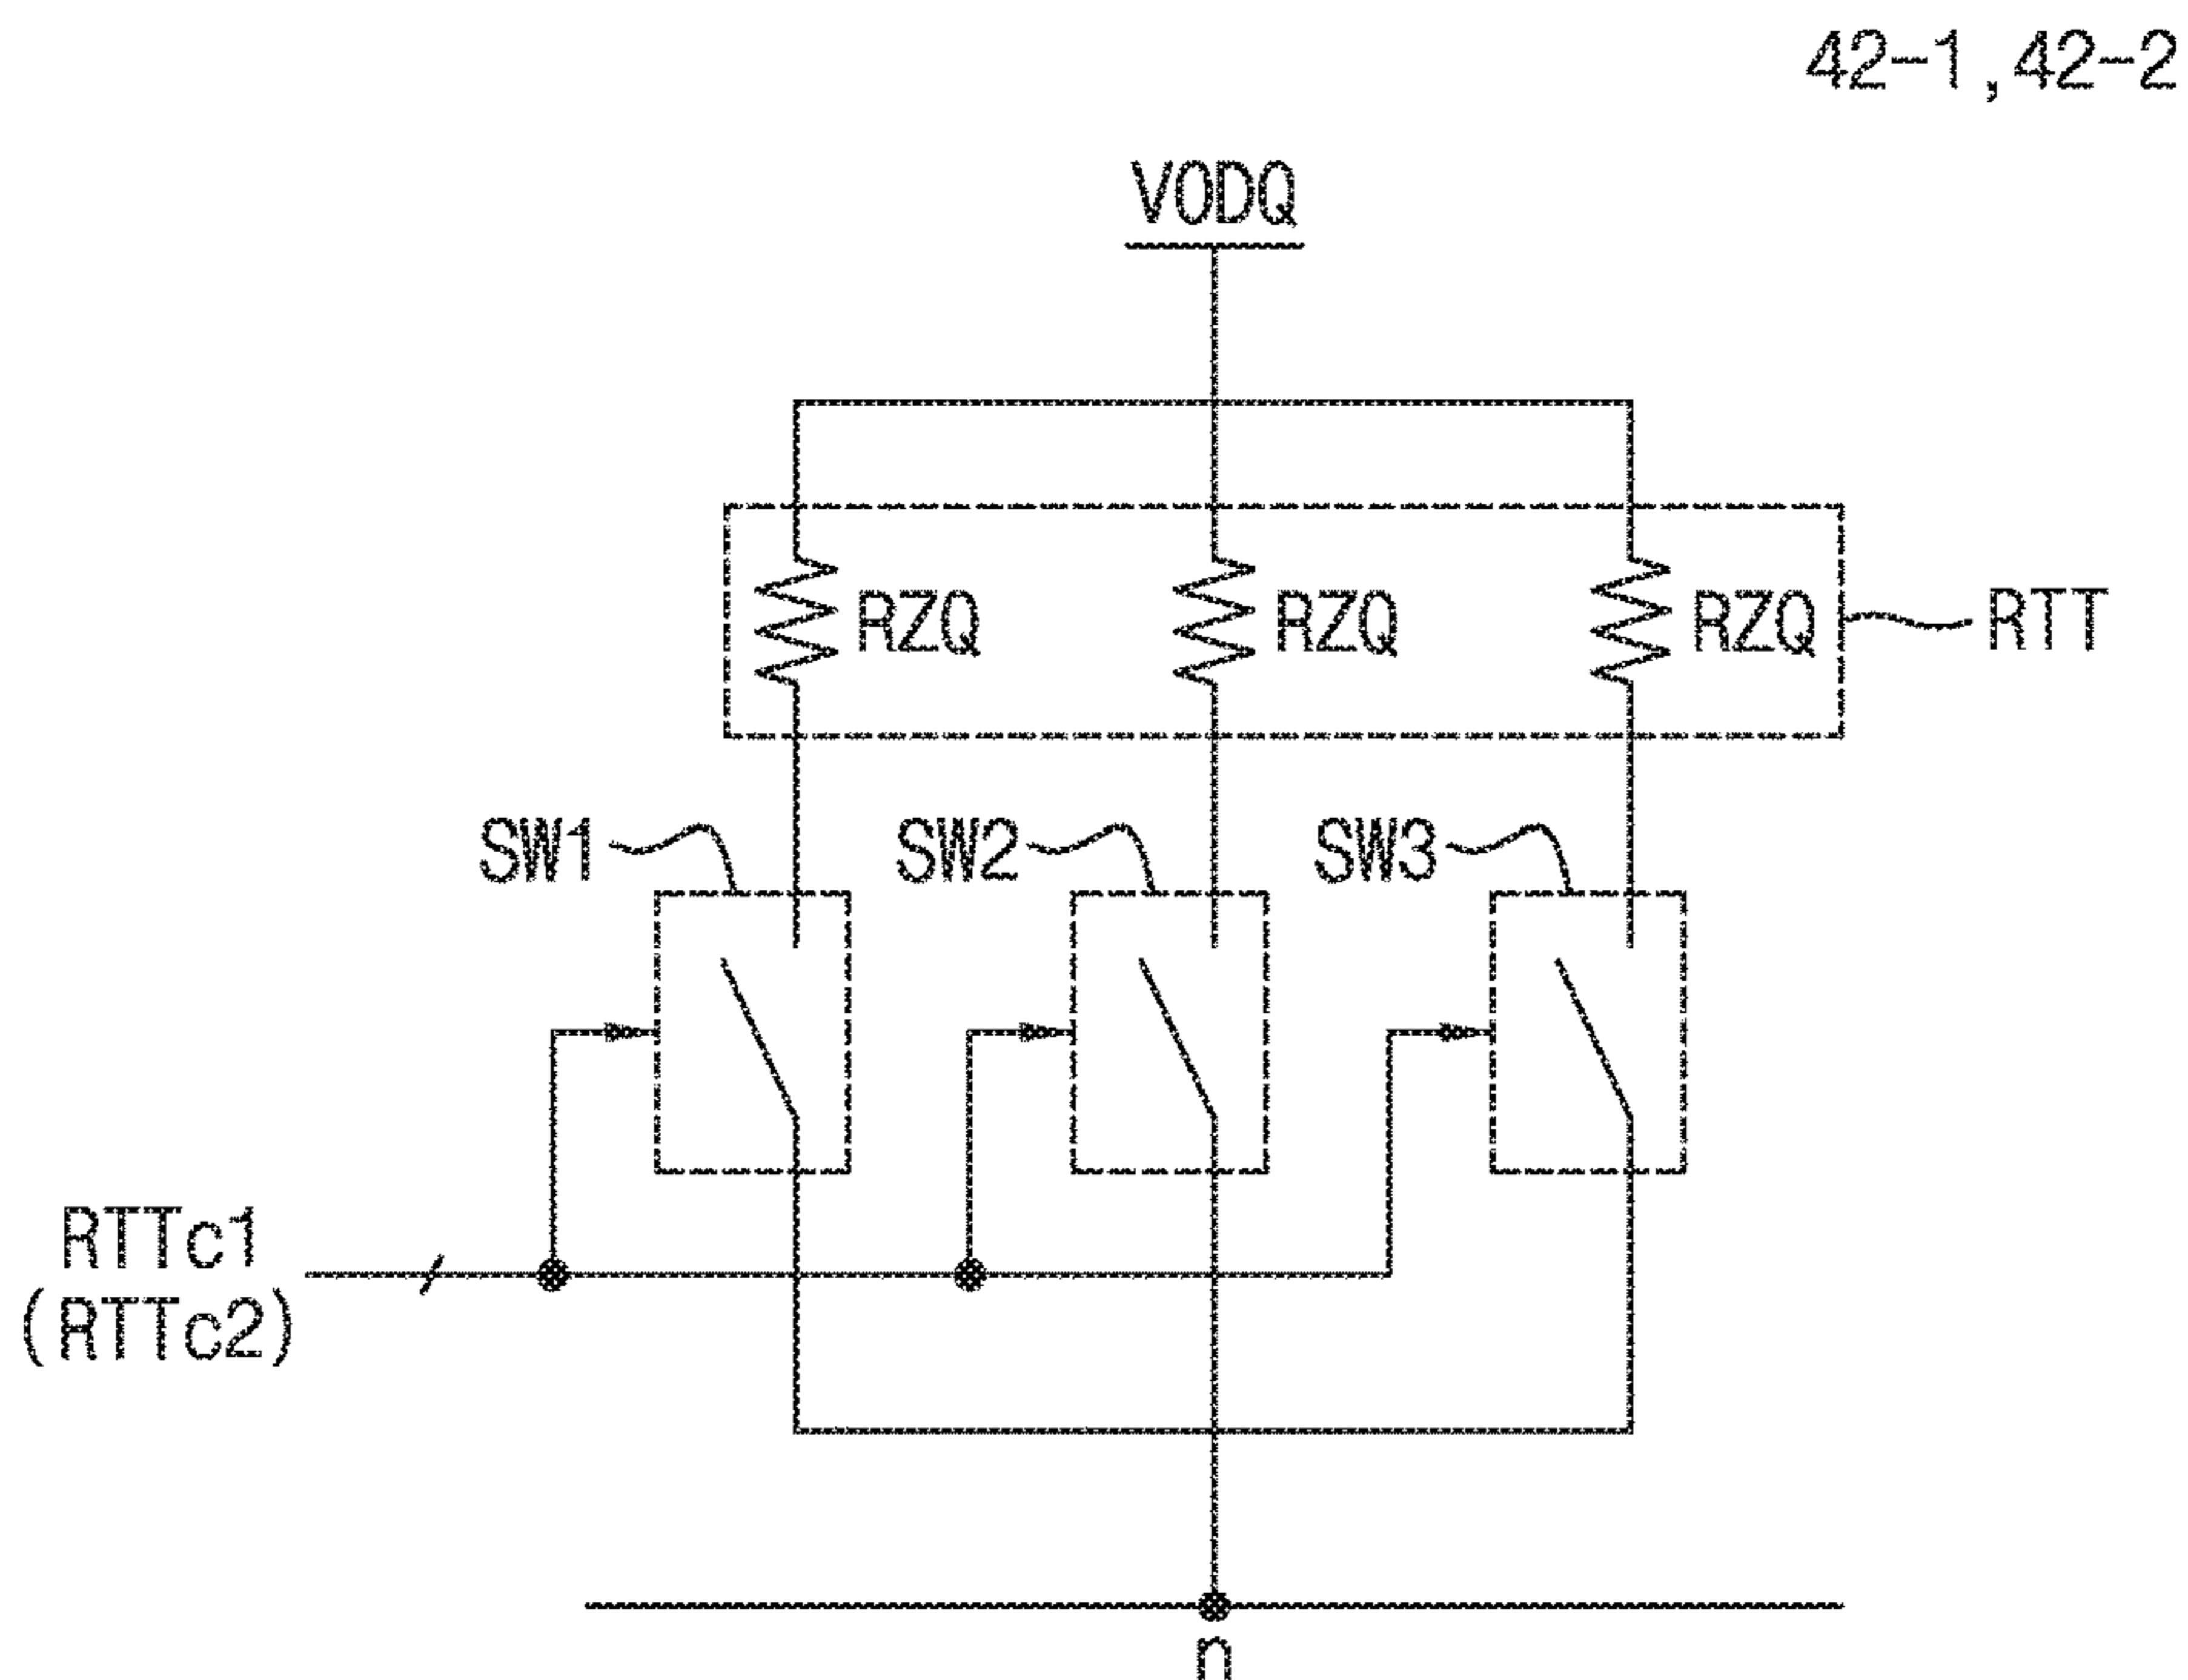 42-1,42-2
VODQ
RZQ RZQ RZQ RTT
SW1 SW2 SW3
RTTc1
(RTTc2)
n